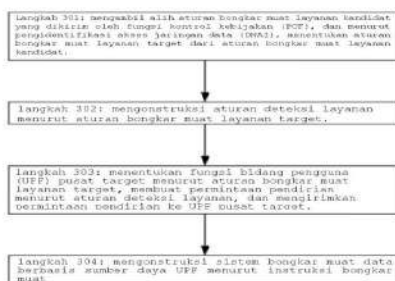 Langkah 301: mengambil alih aturan bongkar muat layanan kandidat
yang dikirim oleh fungsi kontrol kebijakan (PCF), dan menurut
pengidentifikasi akses jaringan data (DNAI), menentukan aturan
bongkar muat layanan target dari aturan bongkar muat layanan
kandidat.
langkah 302: mengonstruksi aturan deteksi layanan
menurut aturan bongkar muat layanan target.
langkah 303: menentukan fungsi bidang pengguna
(UPF) pusat target menurut aturan bongkar muat
layanan target, membuat permintaan pendirian
menurut aturan deteksi layanan, dan mengirimkan
permintaan pendirian ke UPF pusat target.
langkah 304: mengonstruksi sistem bongkar muat data
berbasis sumber daya UPF menurut instruksi bongkar
muat